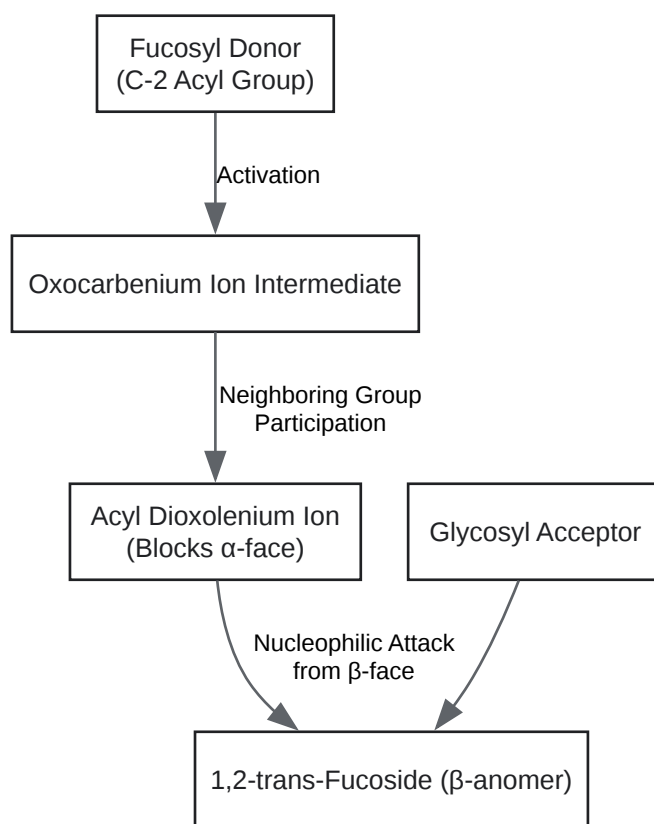 Fucosyl Donor
(C-2 Acyl Group)
Activation
Oxocarbenium Ion Intermediate
Neighboring Group
Participation
Acyl Dioxolenium Ion
(Blocks α-face)
Glycosyl Acceptor
Nucleophilic Attack
from β-face
1,2-trans-Fucoside (β-anomer)